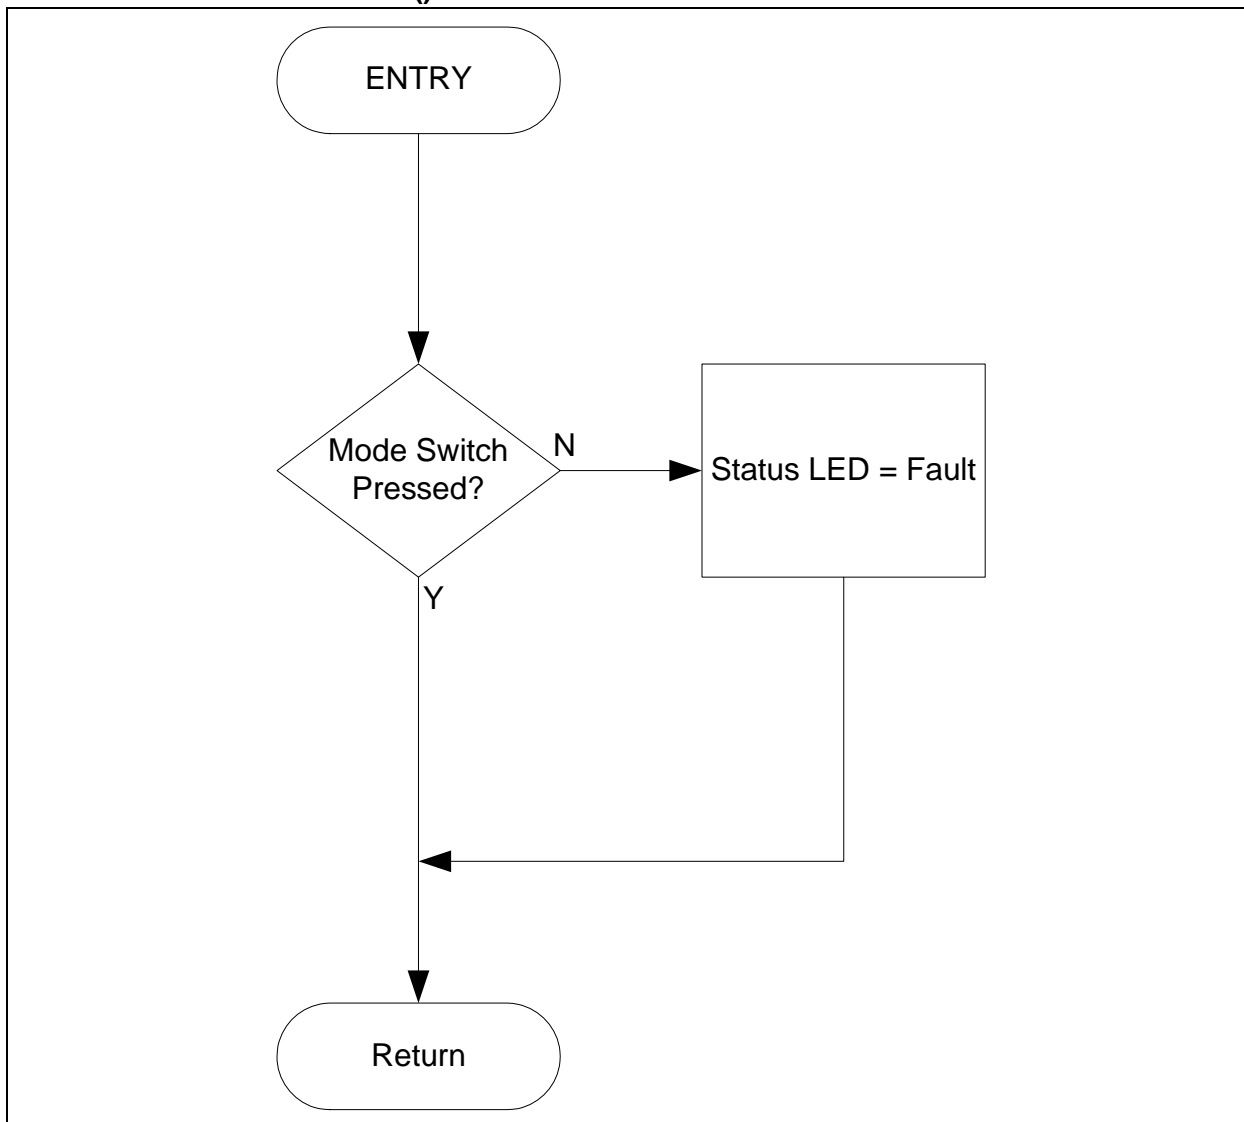 ()
ENTRY
Mode Switch
Pressed?
N
Status LED = Fault
Y
Return